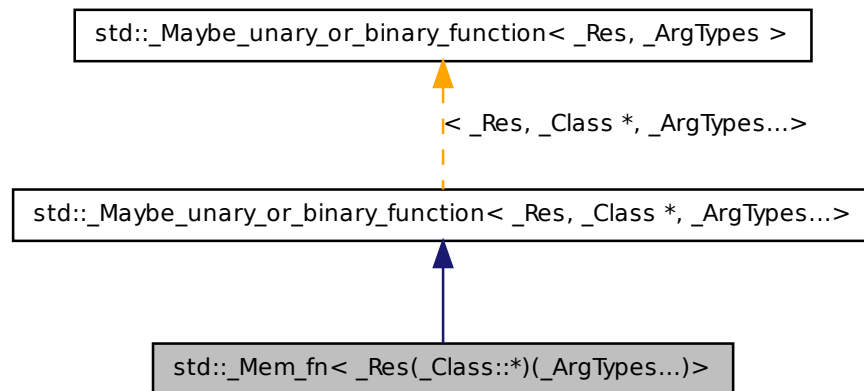 std::_Maybe_unary_or_binary_function< _Res, _ArgTypes >
< _Res, _Class *, _ArgTypes...>
std::_Maybe_unary_or_binary_function< _Res, _Class *, _ArgTypes...>
std::_Mem_fn< _Res(_Class::*)(_ArgTypes...)>